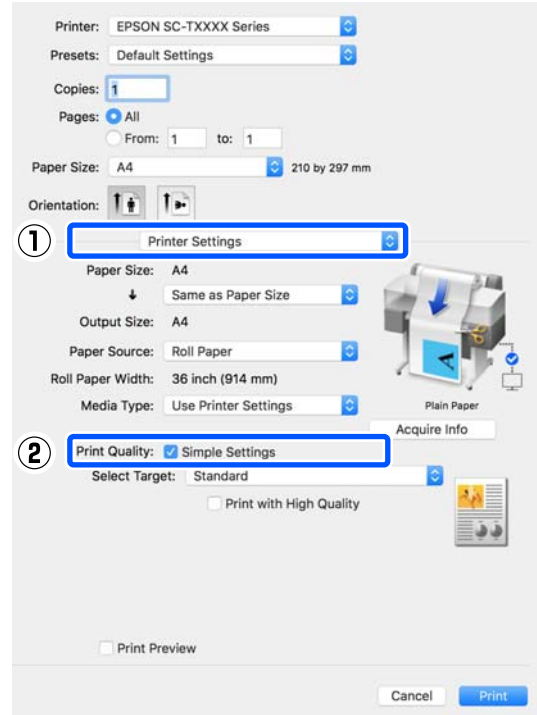 Printer: EPSON SC-TXXXX Series
Presets: Default Settings
Copies: 1
Pages: All
From: 1 to: 1
Paper Size: A4 210 by 297 mm
Orientation:
1 Printer Settings
Paper Size: A4
Same as Paper Size
Output Size: A4
Paper Source: Roll Paper
Roll Paper Width: 36 inch (914 mm)
Media Type: Use Printer Settings
Plain Paper
Acquire Info
2 Print Quality: Simple Settings
Select Target: Standard
Print with High Quality
Print Preview
Cancel Print